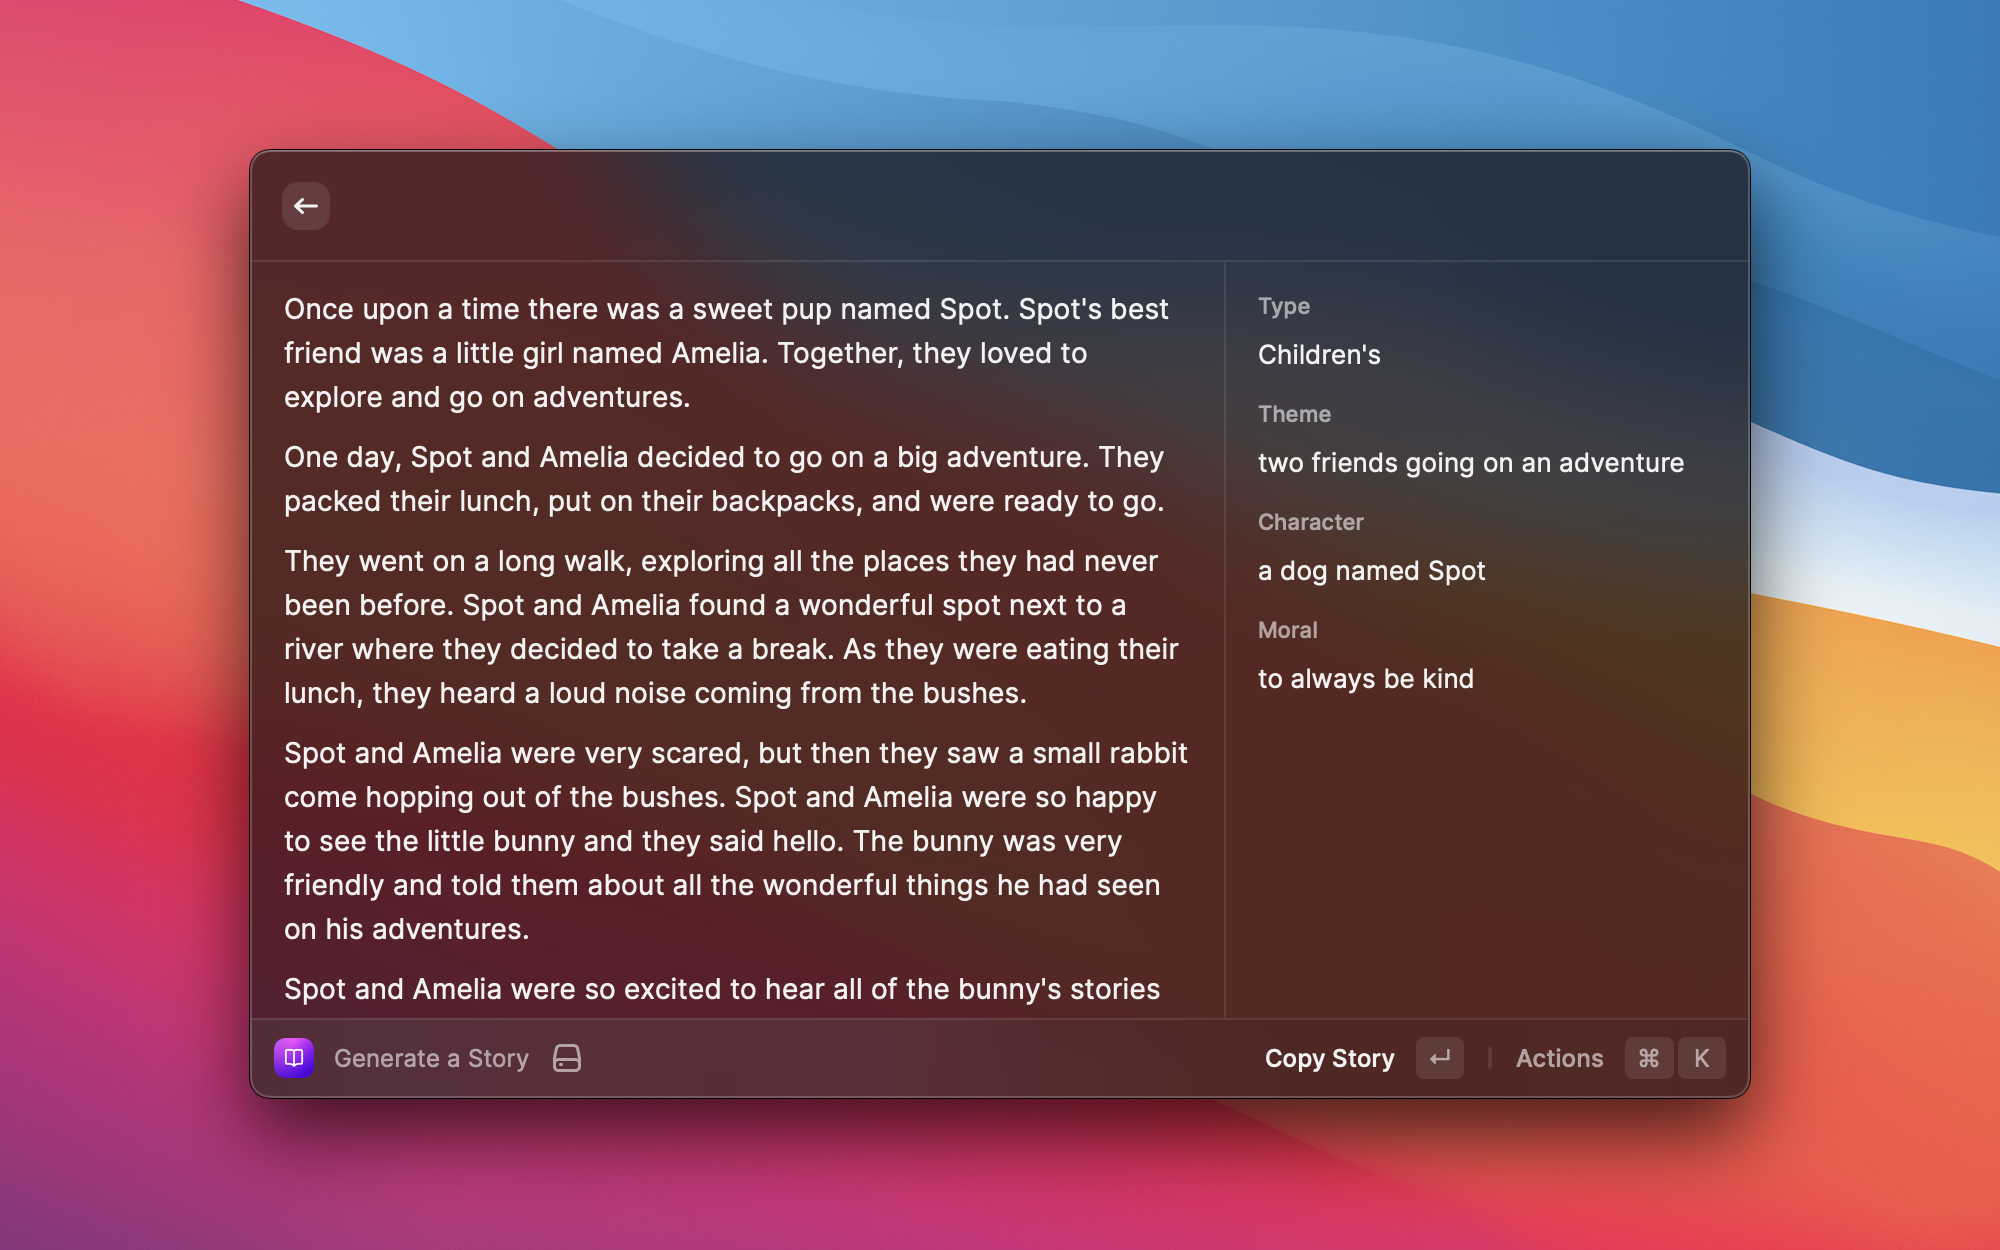 Once upon a time there was a sweet pup named Spot. Spot's best
friend was a little girl named Amelia. Together, they loved to
explore and go on adventures.
One day, Spot and Amelia decided to go on a big adventure. They
packed their lunch, put on their backpacks, and were ready to go.
They went on a long walk, exploring all the places they had never
been before. Spot and Amelia found a wonderful spot next to a
river where they decided to take a break. As they were eating their
lunch, they heard a loud noise coming from the bushes.
Spot and Amelia were very scared, but then they saw a small rabbit
come hopping out of the bushes. Spot and Amelia were so happy
to see the little bunny and they said hello. The bunny was very
friendly and told them about all the wonderful things he had seen
on his adventures.
Spot and Amelia were so excited to hear all of the bunny's stories
Type
Children's
Theme
two friends going on an adventure
Character
a dog named Spot
Moral
to always be kind
Generate a Story
Copy Story ↵
Actions ⌘ K